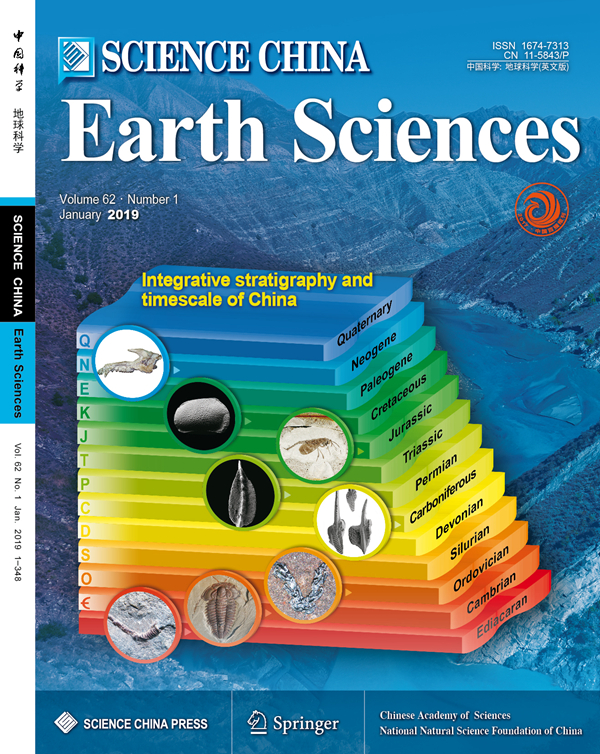 中国科学
地球科学
SCIENCE CHINA
Earth Sciences
Vol. 62 No. 1 Jan. 2019 1–348
SCIENCE CHINA
ISSN 1674-7313
CN 11-5843/P
中国科学: 地球科学(英文版)
Earth Sciences
Volume 62 · Number 1
January 2019
Integrative stratigraphy and
timescale of China
Quaternary
Neogene
Paleogene
Cretaceous
Jurassic
Triassic
Permian
Carboniferous
Devonian
Silurian
Ordovician
Cambrian
Ediacaran
Q
N
E
K
J
T
P
C
D
S
O
Є
SCIENCE CHINA PRESS
Springer
Chinese Academy of Sciences
National Natural Science Foundation of China